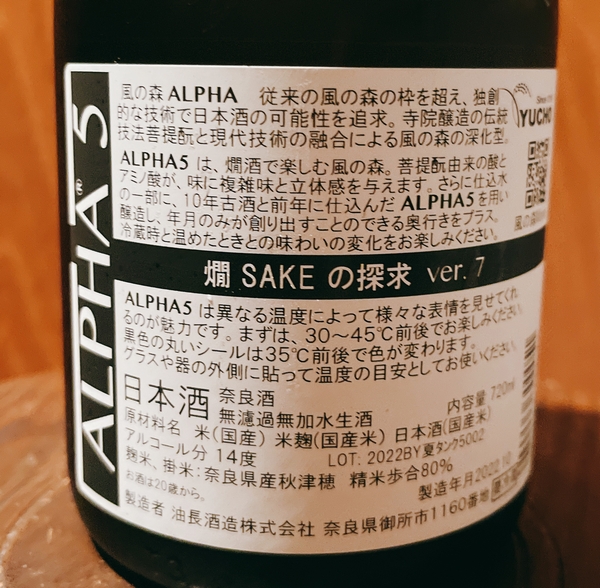 ALPHA 5
風の森 ALPHA 従来の風の森の枠を超え、独創
的な技術で日本酒の可能性を追求。寺院醸造の伝統
技法菩提酛と現代技術の融合による風の森の深化型。
Since 1719
YUCHO
ALPHA5 は、燗酒で楽しむ風の森。菩提酛由来の酸と
アミノ酸が、味に複雑味と立体感を与えます。さらに仕込水
の一部に、10年古酒と前年に仕込んだ ALPHA5を用い
醸造し、年月のみが創り出すことのできる奥行きをプラス。
冷蔵時と温めたときとの味わいの変化をお楽しみください。
風の森
燗 SAKE の探求 ver. 7
ALPHA5 は異なる温度によって様々な表情を見せてくれ
るのが魅力です。まずは、30〜45℃前後でお楽しみください。
黒色の丸いシールは35℃前後で色が変わります。
グラスや器の外側に貼って温度の目安としてお使いください。
日本酒 奈良酒
無濾過無加水生酒
内容量 720ml
原材料名 米(国産) 米麹(国産米) 日本酒(国産米)
アルコール分 14度 LOT: 2022BY夏タンク5002
麹米、掛米:奈良県産秋津穂 精米歩合80%
お酒は20歳から。
製造年月2022.10
製造者 油長酒造株式会社 奈良県御所市1160番地